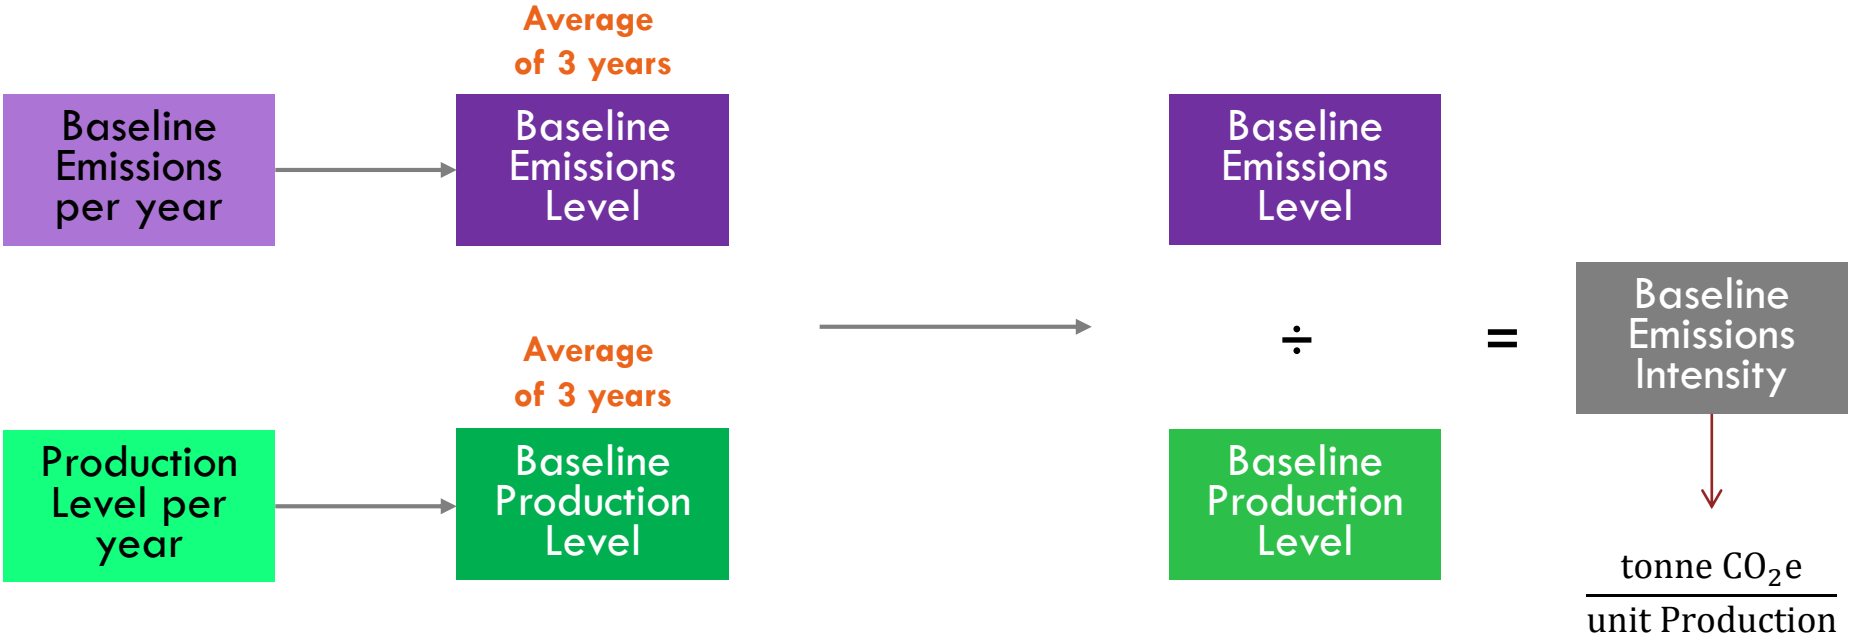 Average
of 3 years
Baseline
Emissions
per year
Baseline
Emissions
Level
Baseline
Emissions
Level
Average
of 3 years
Production
Level per
year
Baseline
Production
Level
÷
Baseline
Production
Level
=
Baseline
Emissions
Intensity
tonne CO₂e
unit Production